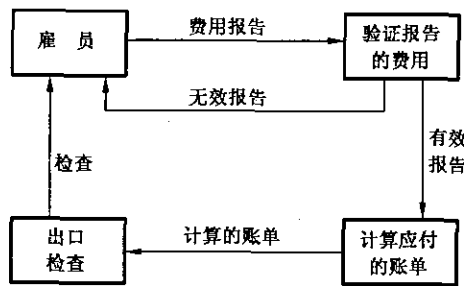 雇 员
费用报告
验证报告
的费用
无效报告
有效
报告
检查
出口
检查
计算的账单
计算应付
的账单